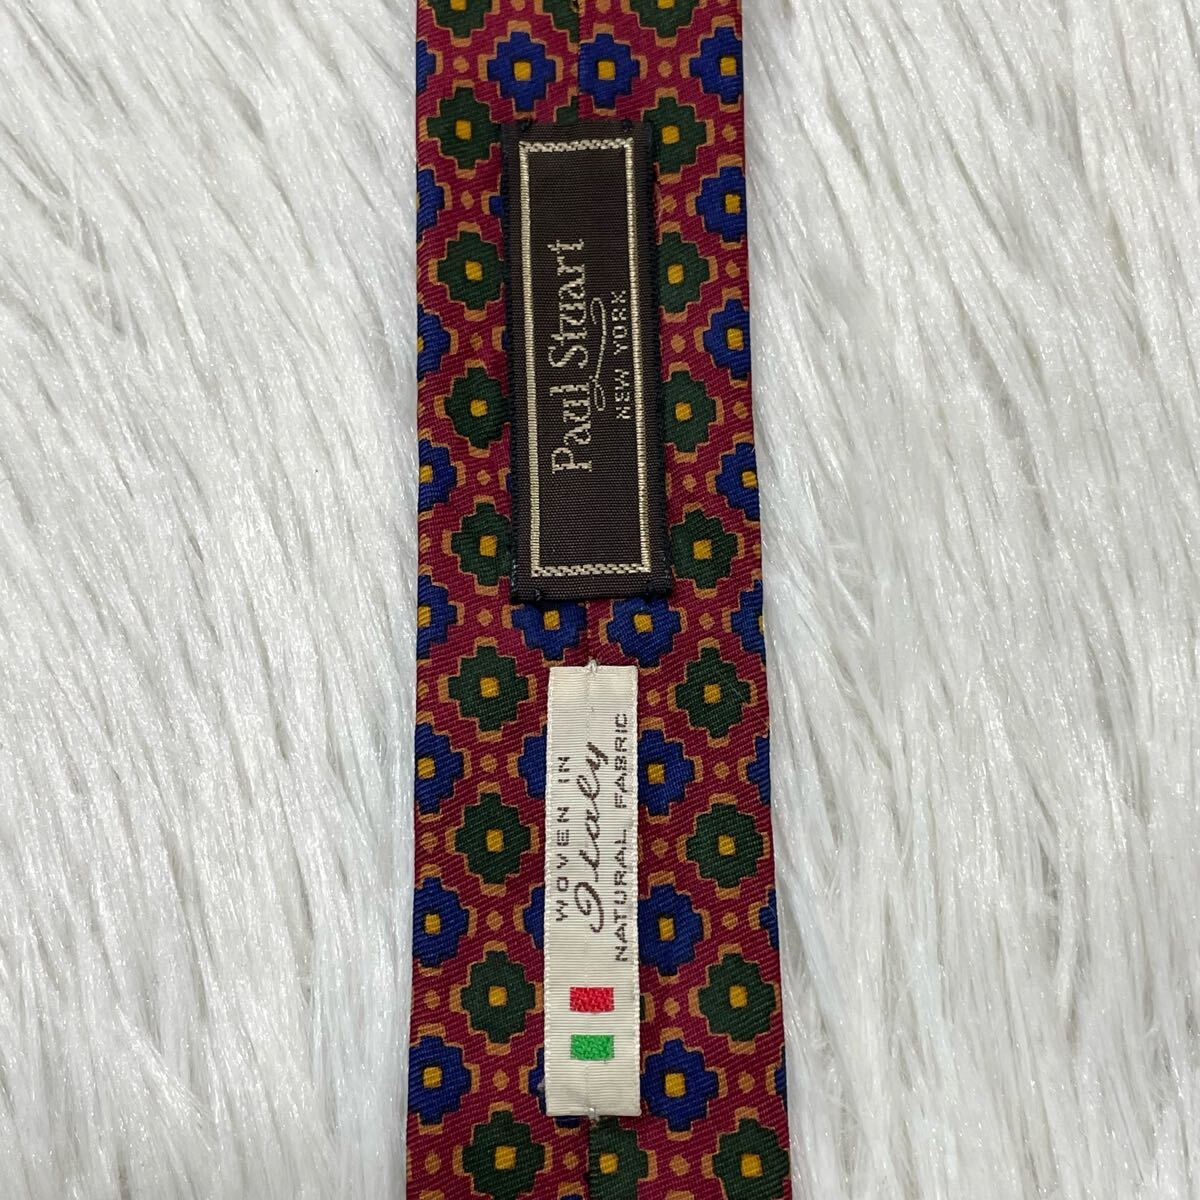 Paul Stuart
NEW YORK
WOVEN IN
Italy
NATURAL FABRIC